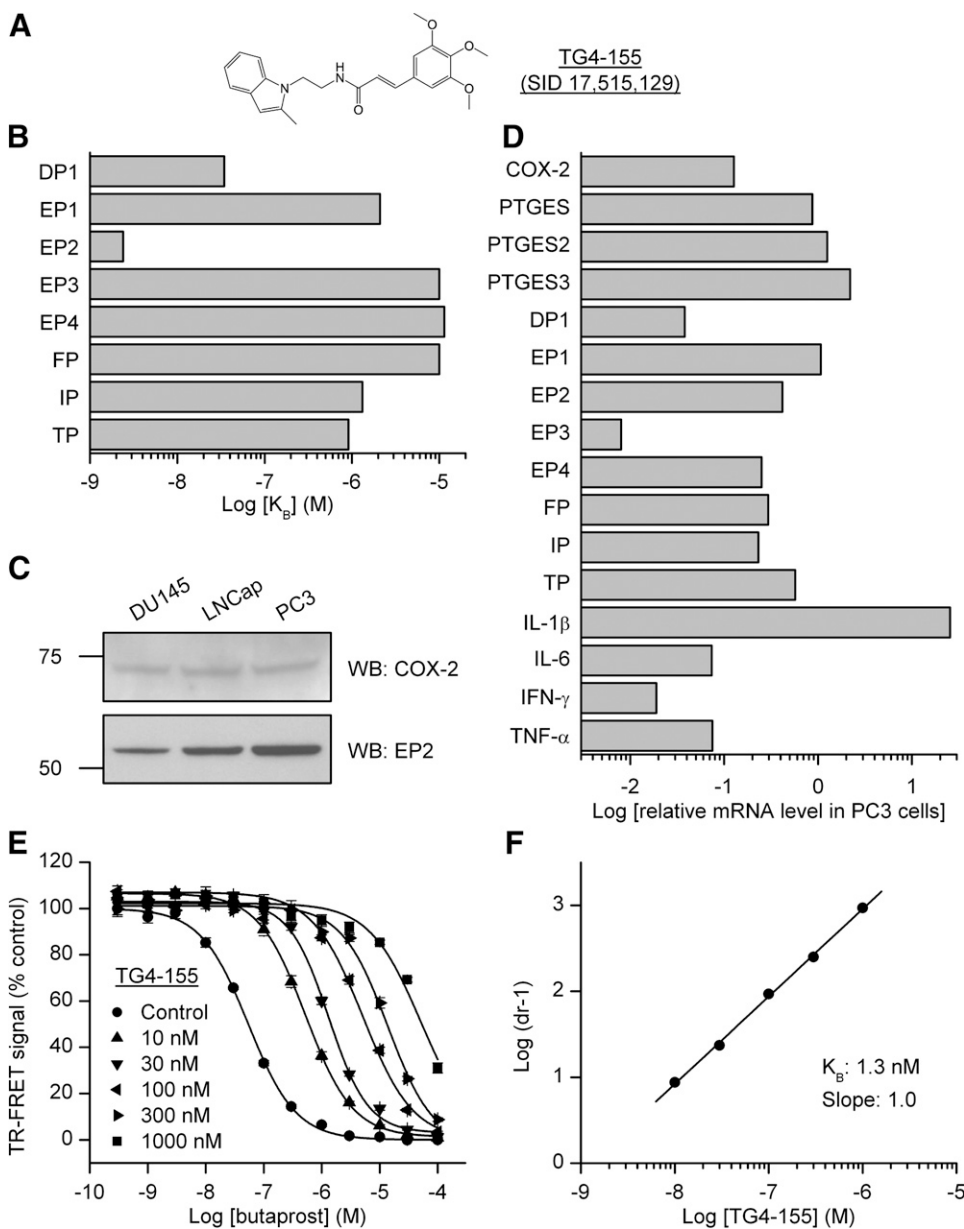 A
O
O
O
H
N
N
O
TG4-155
(SID 17,515,129)
B
DP1
EP1
EP2
EP3
EP4
FP
IP
TP
-9 -8 -7 -6 -5
Log [K_B] (M)
C
DU145 LNCap PC3
75
WB: COX-2
50
WB: EP2
D
COX-2
PTGES
PTGES2
PTGES3
DP1
EP1
EP2
EP3
EP4
FP
IP
TP
IL-1β
IL-6
IFN-γ
TNF-α
-2 -1 0 1
Log [relative mRNA level in PC3 cells]
E
TR-FRET signal (% control)
120
100
80
60
40
20
0
TG4-155
Control
10 nM
30 nM
100 nM
300 nM
1000 nM
-10 -9 -8 -7 -6 -5 -4
Log [butaprost] (M)
F
Log (dr-1)
3
2
1
0
K_B: 1.3 nM
Slope: 1.0
-9 -8 -7 -6 -5
Log [TG4-155] (M)